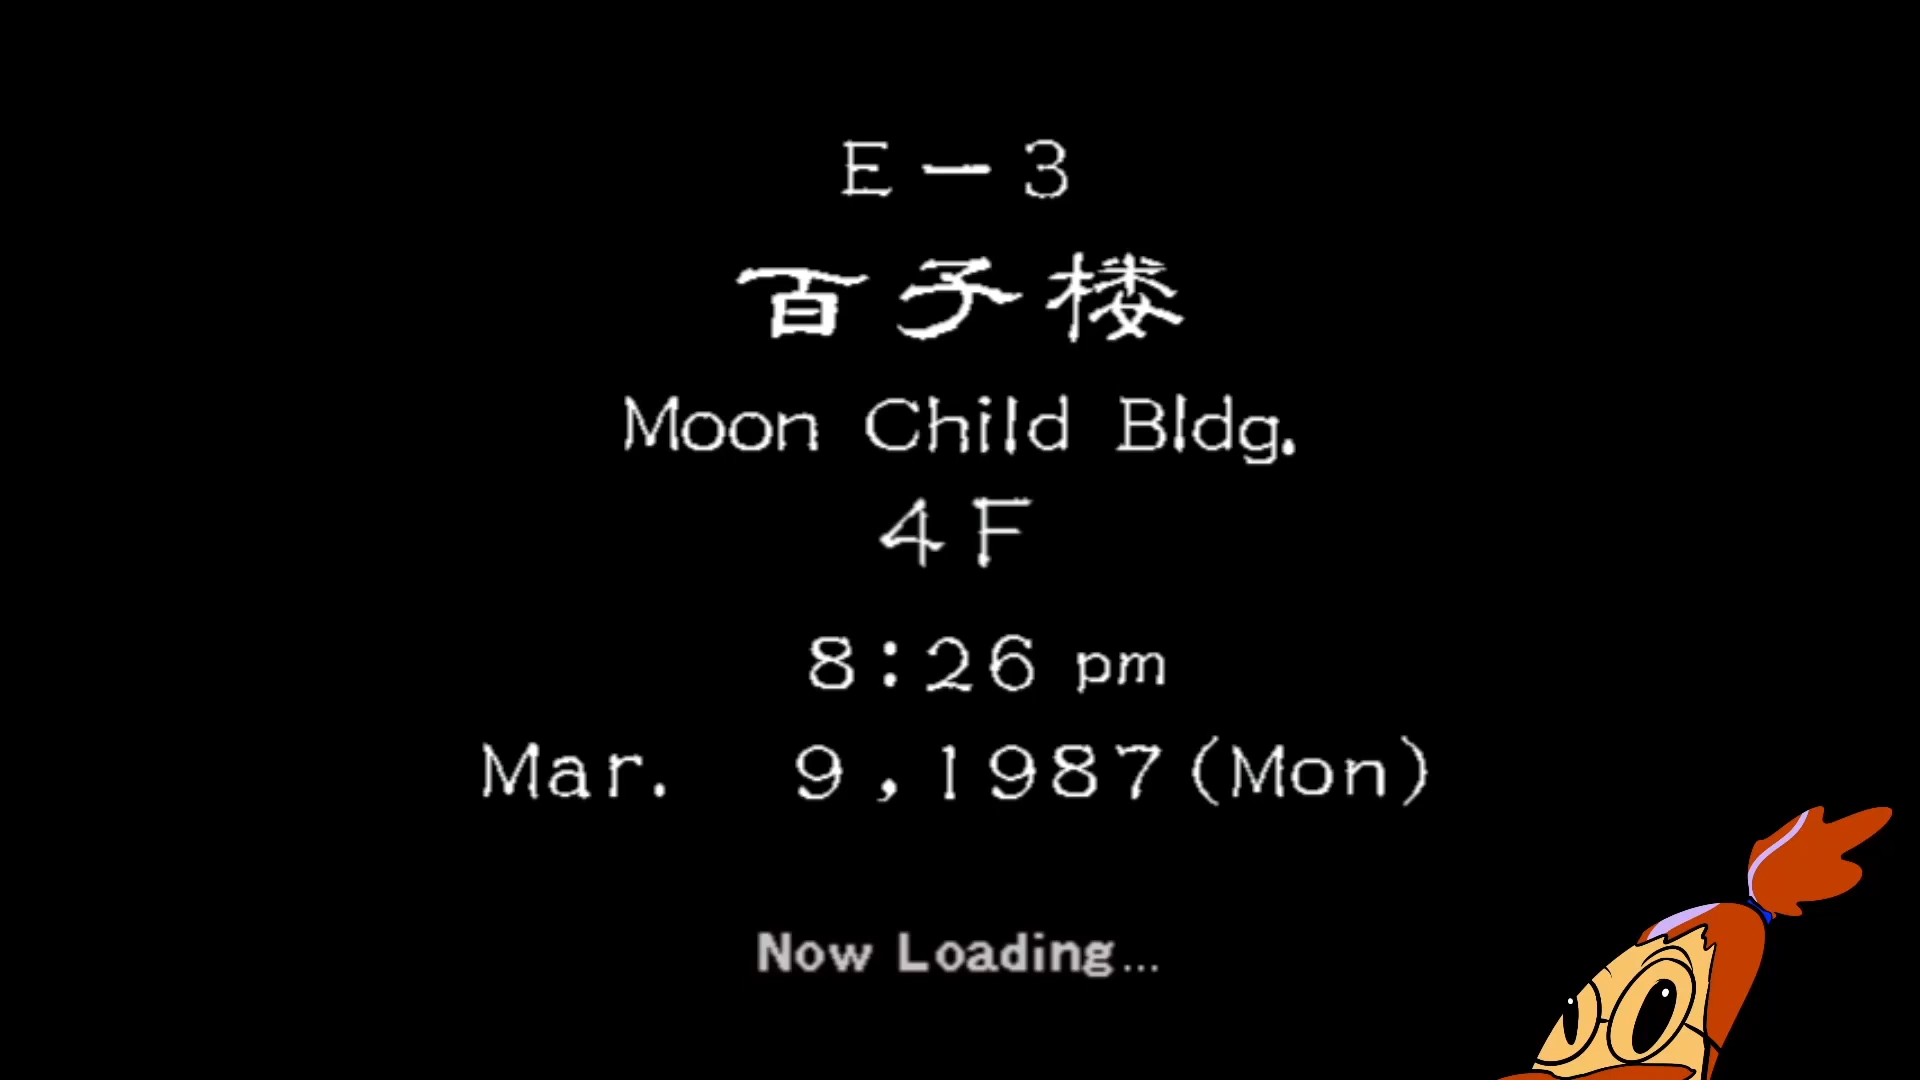 E－3
百子楼
Moon Child Bldg.
4F
8:26 pm
Mar. 9,1987(Mon)
Now Loading...